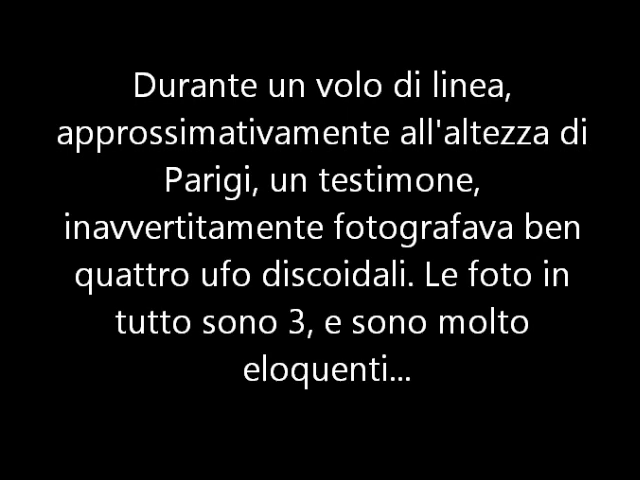 Durante un volo di linea,
approssimativamente all'altezza di
Parigi, un testimone,
inavvertitamente fotografava ben
quattro ufo discoidali. Le foto in
tutto sono 3, e sono molto
eloquenti...